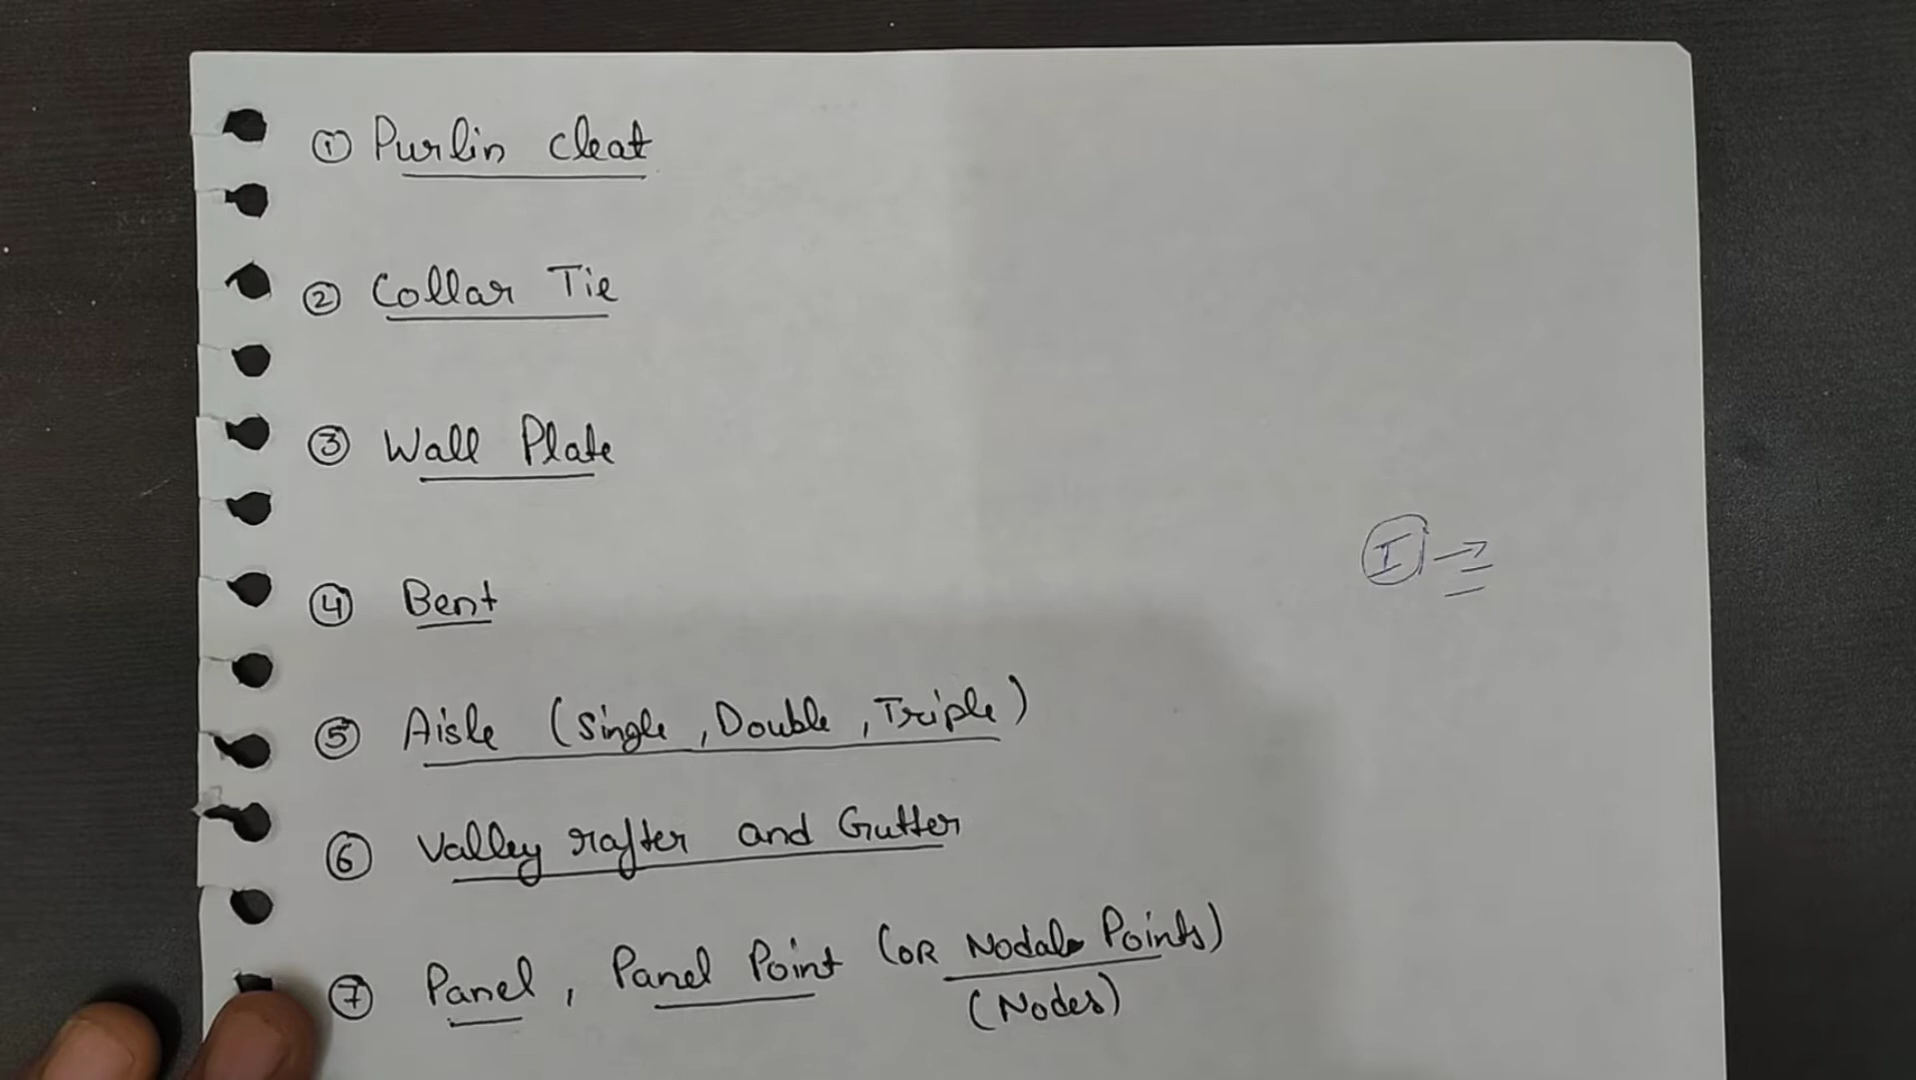 ① Purlin cleat
② Collar Tie
③ Wall Plate
④ Bent
I →
⑤ Aisle (Single, Double, Triple)
⑥ Valley rafter and Gutter
⑦ Panel, Panel Point (OR Nodal Points)
(Nodes)